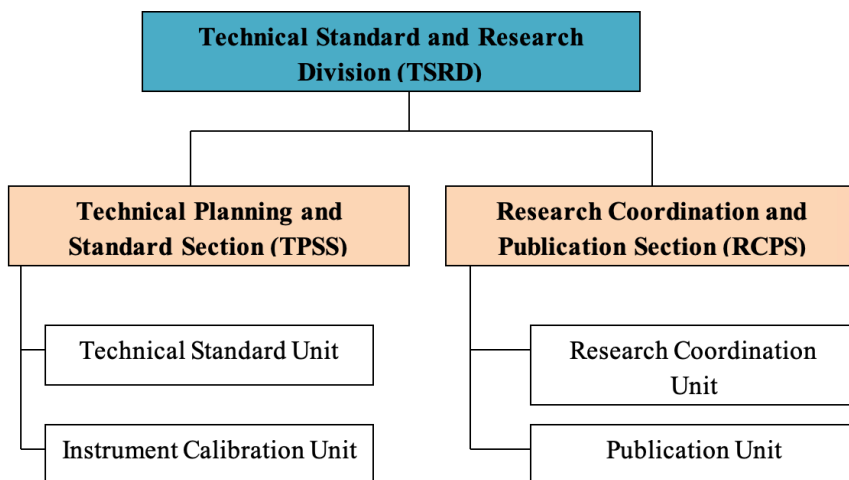 Technical Standard and Research
Division (TSRD)
Technical Planning and
Standard Section (TPSS)
Research Coordination and
Publication Section (RCPS)
Technical Standard Unit
Instrument Calibration Unit
Research Coordination
Unit
Publication Unit